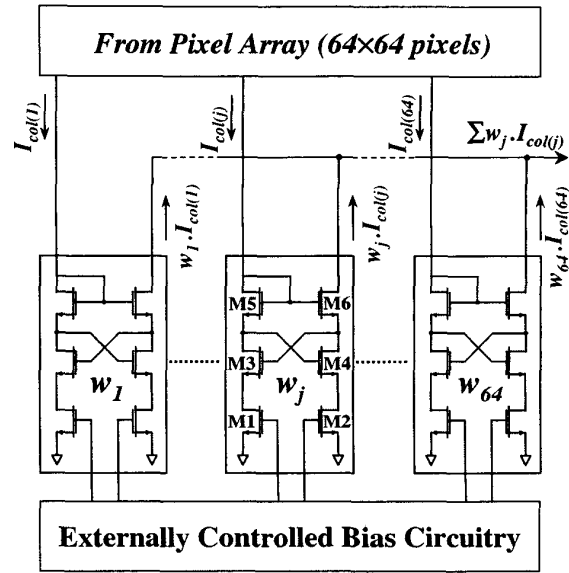 From Pixel Array (64×64 pixels)
I_col(1)
I_col(j)
I_col(64)
Σw_j.I_col(j)
w_1.I_col(1)
w_j.I_col(j)
w_64.I_col(64)
M5
M6
M3
M4
w_1
w_j
w_64
M1
M2
Externally Controlled Bias Circuitry